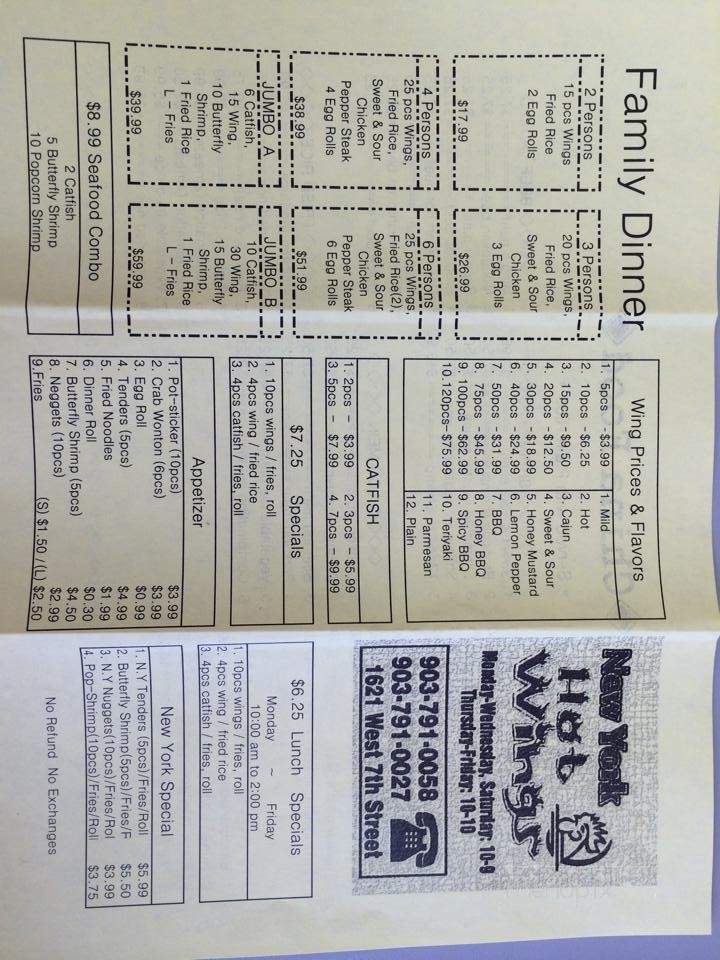 Family Dinner
2 Persons
15 pcs Wings
Fried Rice
2 Egg Rolls
$17.99
3 Persons
20 pcs Wings,
Fried Rice,
Sweet & Sour
Chicken
3 Egg Rolls
$26.99
4 Persons
25 pcs Wings,
Fried Rice,
Sweet & Sour
Chicken
Pepper Steak
4 Egg Rolls
$38.99
6 Persons
25 pcs Wings,
Fried Rice(2),
Sweet & Sour
Chicken
Pepper Steak
6 Egg Rolls
$51.99
JUMBO A
6 Catfish,
15 Wing,
10 Butterfly
Shrimp,
1 Fried Rice
L - Fries
$39.99
JUMBO B
10 Catfish,
30 Wing,
15 Butterfly
Shrimp,
1 Fried Rice
L - Fries
$59.99
$8.99 Seafood Combo
2 Catfish
5 Butterfly Shrimp
10 Popcorn Shrimp
Wing Prices & Flavors
1. 5pcs -$3.99
2. 10pcs -$6.25
3. 15pcs -$9.50
4. 20pcs -$12.50
5. 30pcs -$18.99
6. 40pcs -$24.99
7. 50pcs -$31.99
8. 75pcs -$45.99
9. 100pcs -$62.99
10. 120pcs- $75.99
1. Mild
2. Hot
3. Cajun
4. Sweet & Sour
5. Honey Mustard
6. Lemon Pepper
7. BBQ
8. Honey BBQ
9. Spicy BBQ
10. Teriyaki
11. Parmesan
12. Plain
CATFISH
1. 2pcs - $3.99 2. 3pcs - $5.99
3. 5pcs - $7.99 4. 7pcs - $9.99
$7.25 Specials
1. 10pcs wings / fries, roll
2. 4pcs wing / fried rice
3. 4pcs catfish / fries, roll
Appetizer
1. Pot-sticker (10pcs) $3.99
2. Crab Wonton (6pcs) $3.99
3. Egg Roll $0.99
4. Tenders (5pcs) $4.99
5. Fried Noodles $1.99
6. Dinner Roll $0.30
7. Butterfly Shrimp (5pcs) $4.50
8. Neggets (10pcs) $2.99
9. Fries (S) $1.50 /(L) $2.50
New York
Hot
Wings
Monday-Wednesday, Saturday: 10-9
Thursday-Friday: 10-10
903-791-0058
903-791-0027
1621 West 7th Street
$6.25 Lunch Specials
Monday ~ Friday
10:00 am to 2:00 pm
1. 10pcs wings / fries, roll
2. 4pcs wing / fried rice
3. 4pcs catfish / fries, roll
New York Special
1. N.Y Tenders (5pcs)/Fries/Roll $5.99
2. Butterfly Shrimp(5pcs)/Fries/F $5.50
3. N.Y Nuggets(10pcs)/Fries/Rol $3.99
4. Pop-Shrimp(10pcs)/Fries/Roll $3.75
No Refund No Exchanges